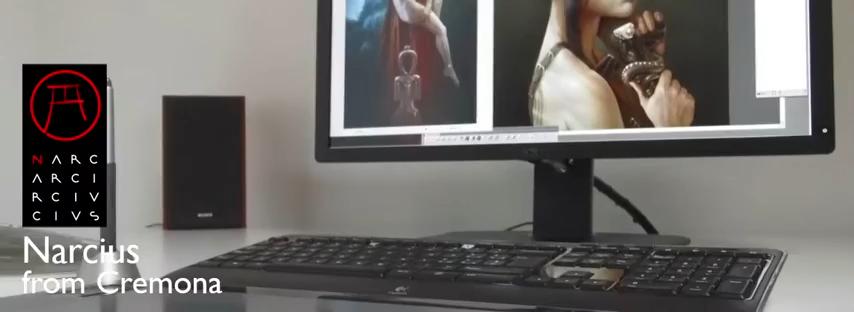 NARC
ARCI
RCIV
CIVS
Narcius
from Cremona